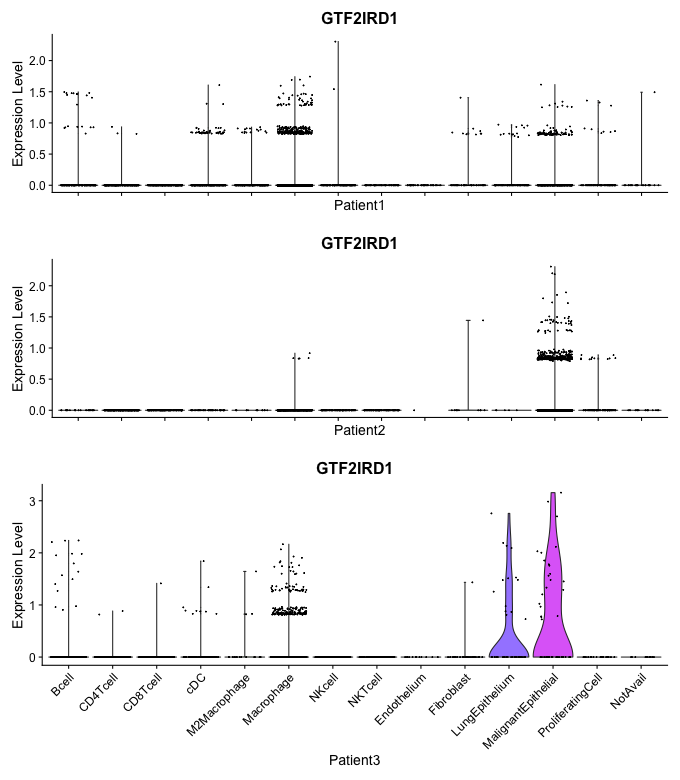 GTF2IRD1
Expression Level
2.0
1.5
1.0
0.5
0.0
Patient1
GTF2IRD1
Expression Level
2.0
1.5
1.0
0.5
0.0
Patient2
GTF2IRD1
Expression Level
3
2
1
0
Bcell
CD4Tcell
CD8Tcell
cDC
M2Macrophage
Macrophage
NKcell
NKTcell
Endothelium
Fibroblast
LungEpithelium
MalignantEpithelial
ProliferatingCell
NotAvail
Patient3